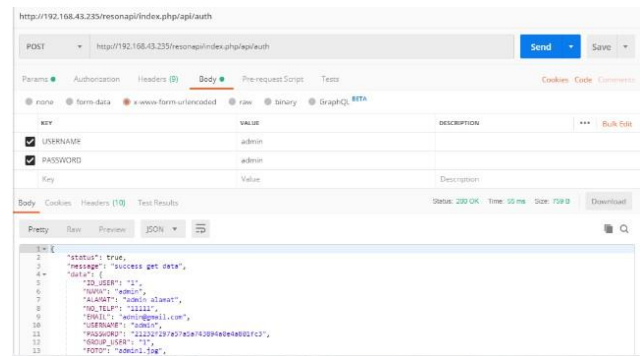 http://192.168.43.235/resonapi/index.php/api/auth
POST http://192.168.43.235/resonapi/index.php/api/auth Send Save
Params Authorization Headers (9) Body Pre-request Script Tests Cookies Code Comments
none form-data x-www-form-urlencoded raw binary GraphQL BETA
KEY VALUE DESCRIPTION ••• Bulk Edit
USERNAME admin
PASSWORD admin
Key Value Description
Body Cookies Headers (10) Test Results Status: 200 OK Time: 55 ms Size: 759 B Download
Pretty Raw Preview JSON
1 {
2 "status": true,
3 "message": "success get data",
4 "data": {
5 "ID_USER": "1",
6 "NAMA": "admin",
7 "ALAMAT": "admin alamat",
8 "NO_TELP": "11111",
9 "EMAIL": "admin@gmail.com",
10 "USERNAME": "admin",
11 "PASSWORD":
12 "GROUP_USER": "1",
13 "FOTO": "admin1.jpg",